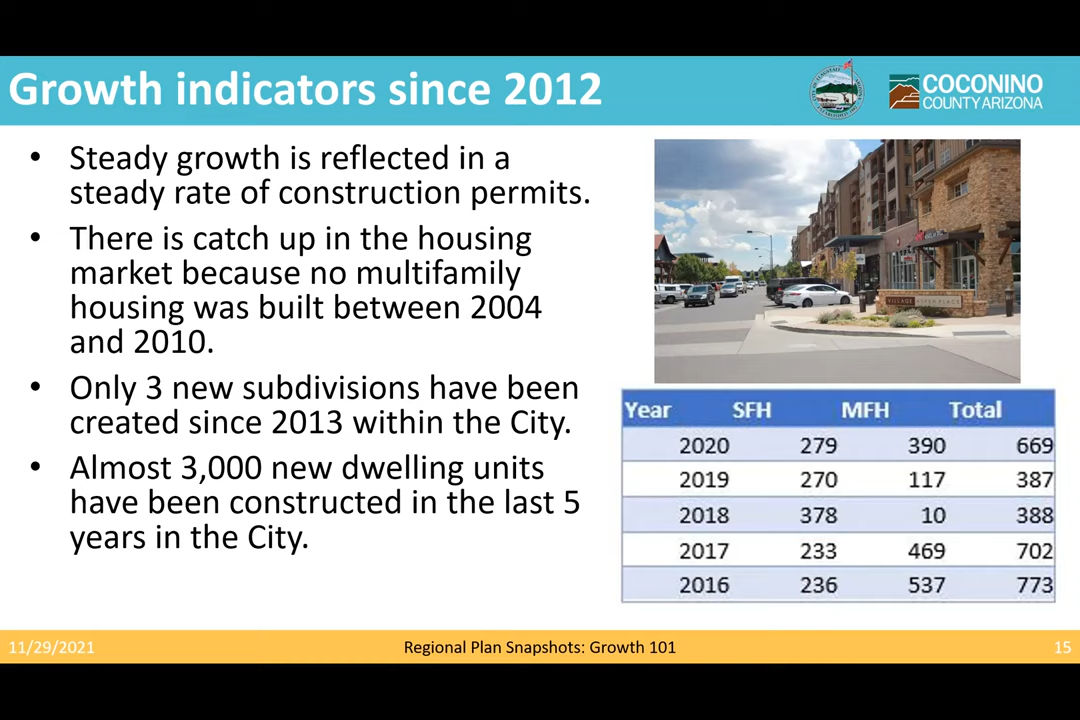 Growth indicators since 2012
COCONINO
COUNTY ARIZONA
• Steady growth is reflected in a
steady rate of construction permits.
• There is catch up in the housing
market because no multifamily
housing was built between 2004
and 2010.
• Only 3 new subdivisions have been
created since 2013 within the City.
• Almost 3,000 new dwelling units
have been constructed in the last 5
years in the City.
VILLAGE
Year SFH MFH Total
2020 279 390 669
2019 270 117 387
2018 378 10 388
2017 233 469 702
2016 236 537 773
11/29/2021 Regional Plan Snapshots: Growth 101 15